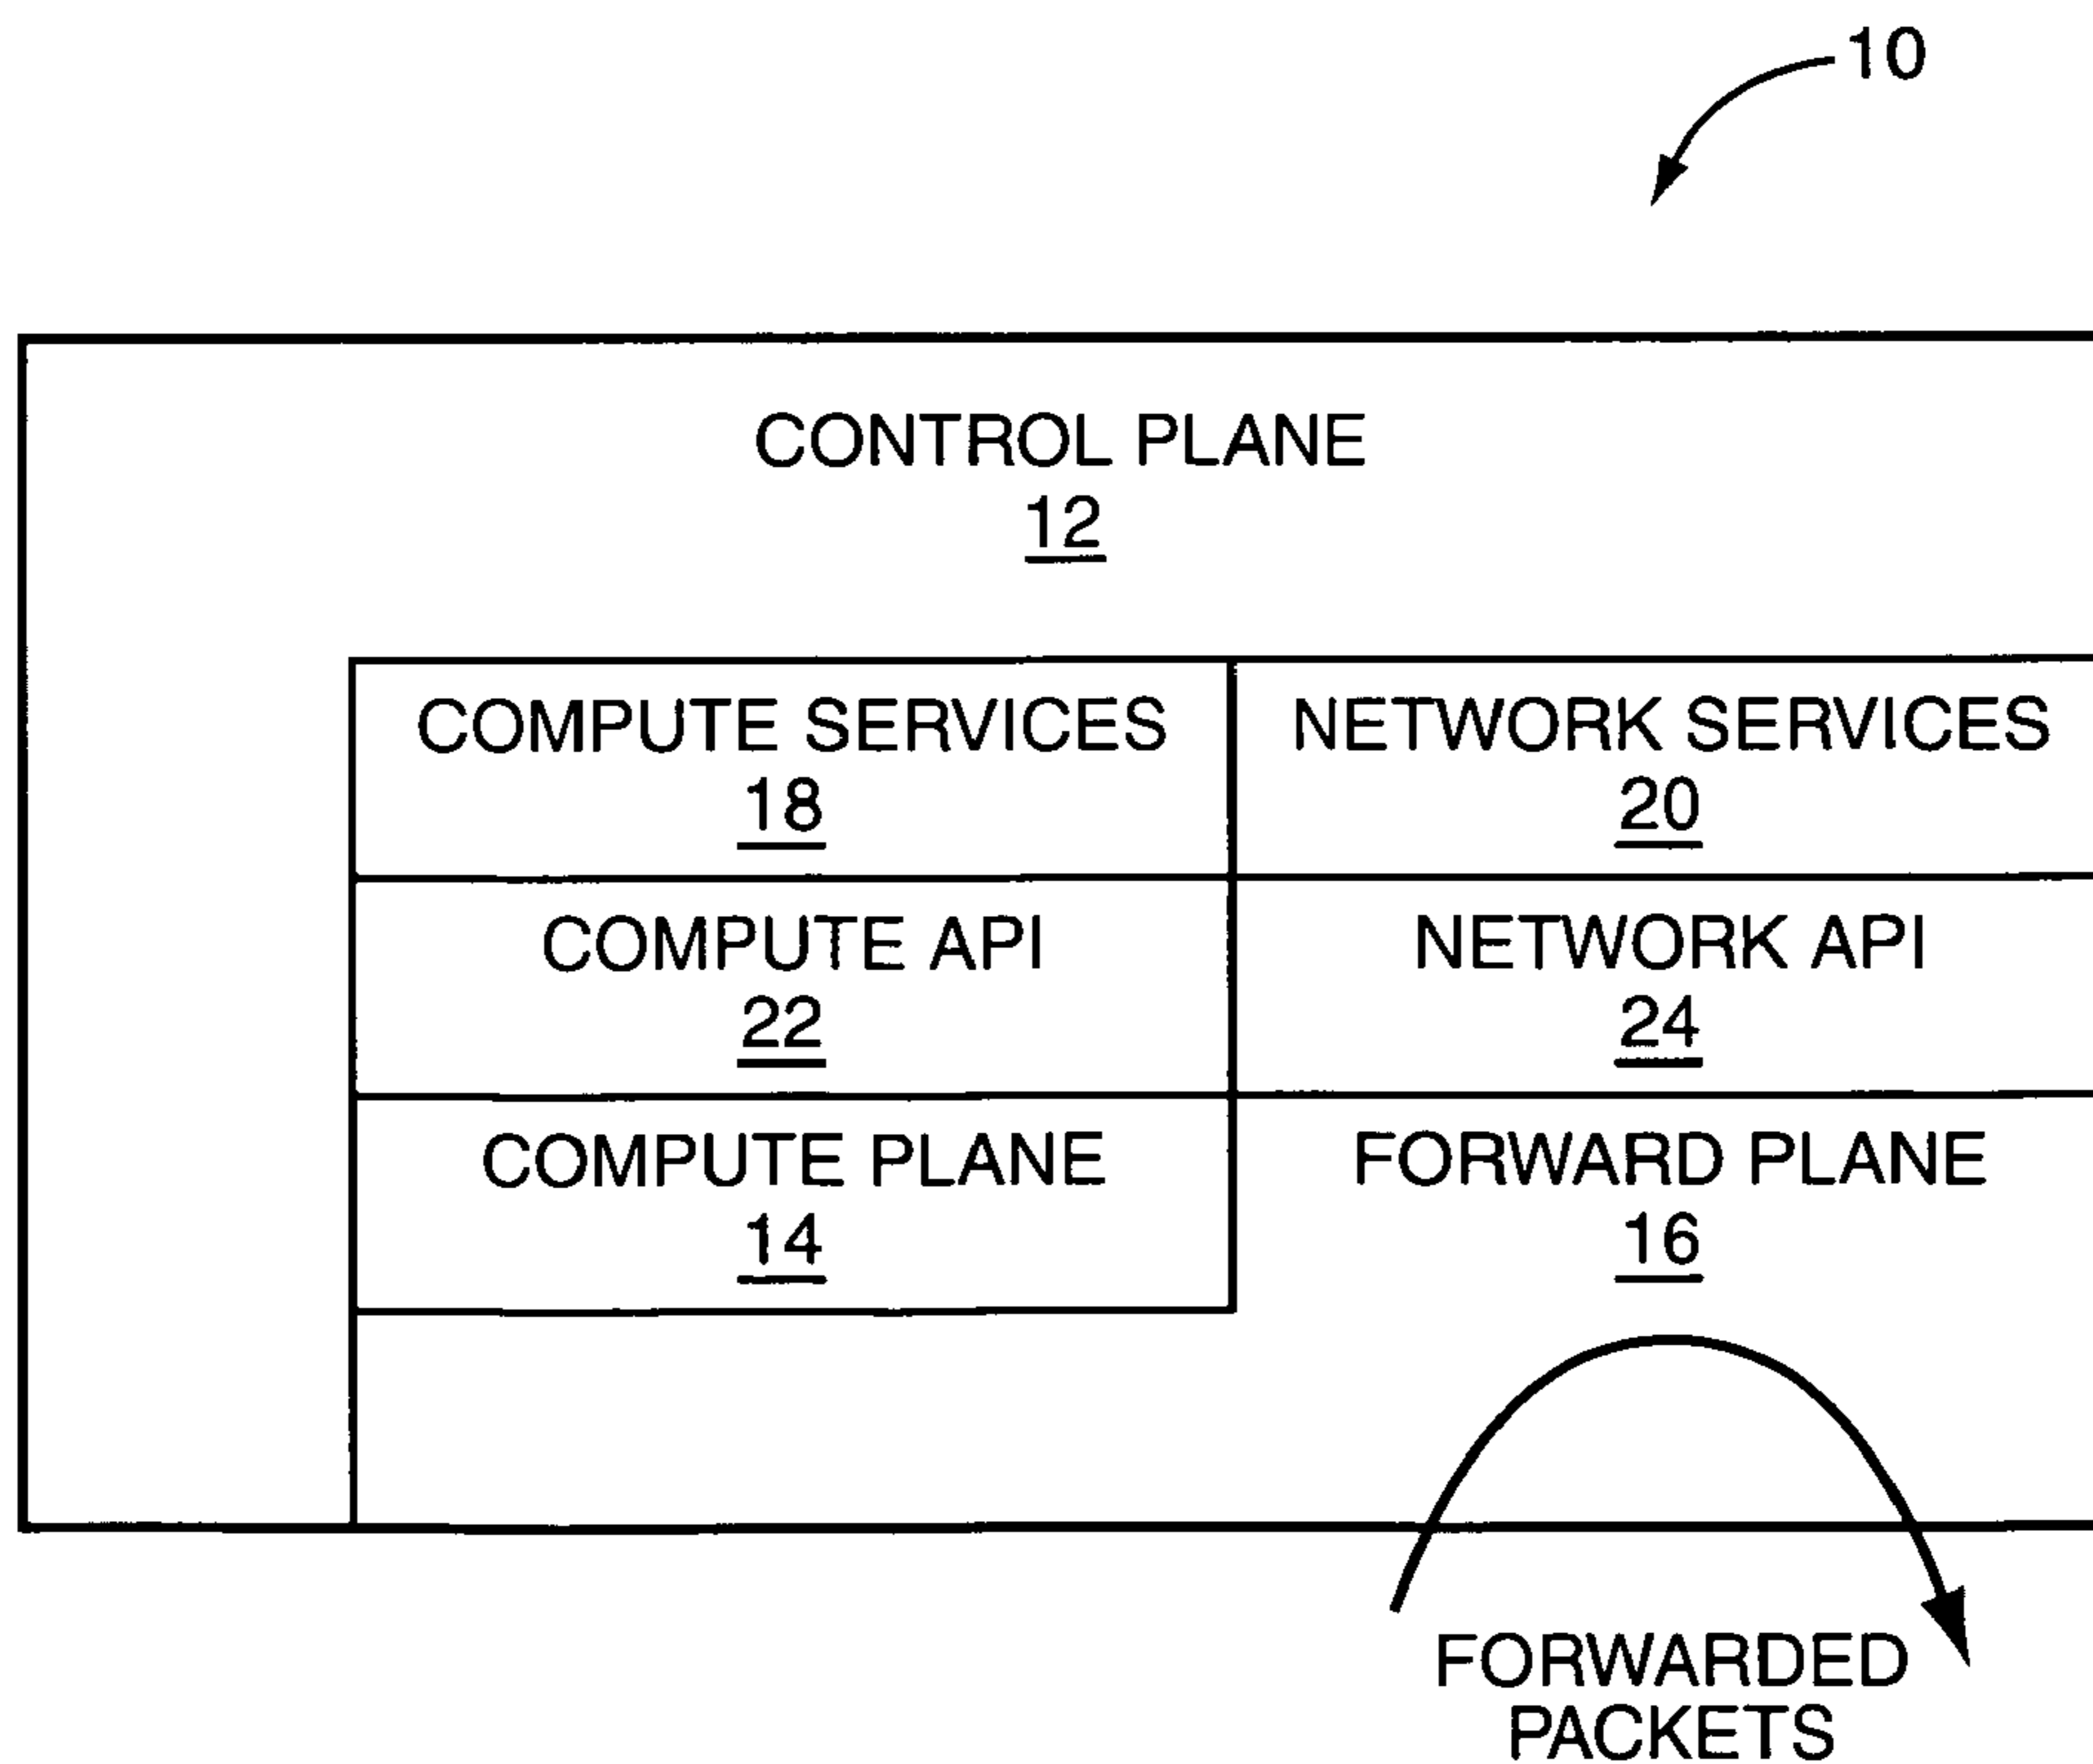 10
CONTROL PLANE
12
COMPUTE SERVICES
18
NETWORK SERVICES
20
COMPUTE API
22
NETWORK API
24
COMPUTE PLANE
14
FORWARD PLANE
16
FORWARDED
PACKETS